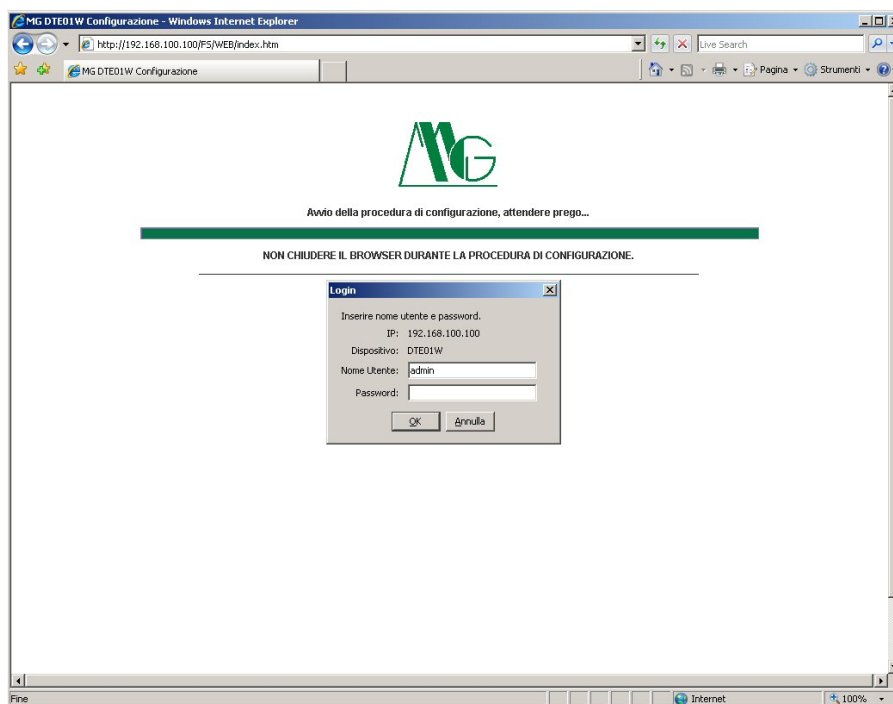 MG DTE01W Configurazione - Windows Internet Explorer
http://192.168.100.100/FS/WEB/index.htm
Live Search
MG DTE01W Configurazione
Pagina
Strumenti
MG
Avvio della procedura di configurazione, attendere prego...
NON CHIUDERE IL BROWSER DURANTE LA PROCEDURA DI CONFIGURAZIONE.
Login
Inserire nome utente e password.
IP: 192.168.100.100
Dispositivo: DTE01W
Nome Utente: admin
Password:
OK Annulla
Fine
Internet
100%